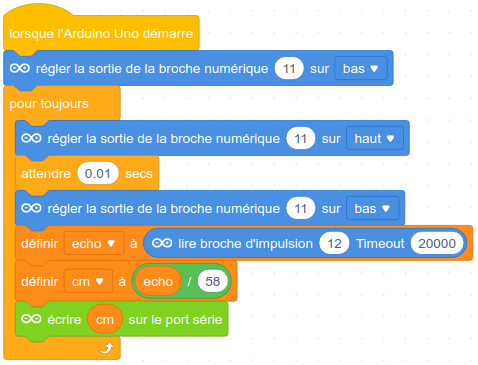 lorsque l'Arduino Uno démarre
régler la sortie de la broche numérique 11 sur bas
pour toujours
régler la sortie de la broche numérique 11 sur haut
attendre 0.01 secs
régler la sortie de la broche numérique 11 sur bas
définir echo à lire broche d'impulsion 12 Timeout 20000
définir cm à echo / 58
écrire cm sur le port série